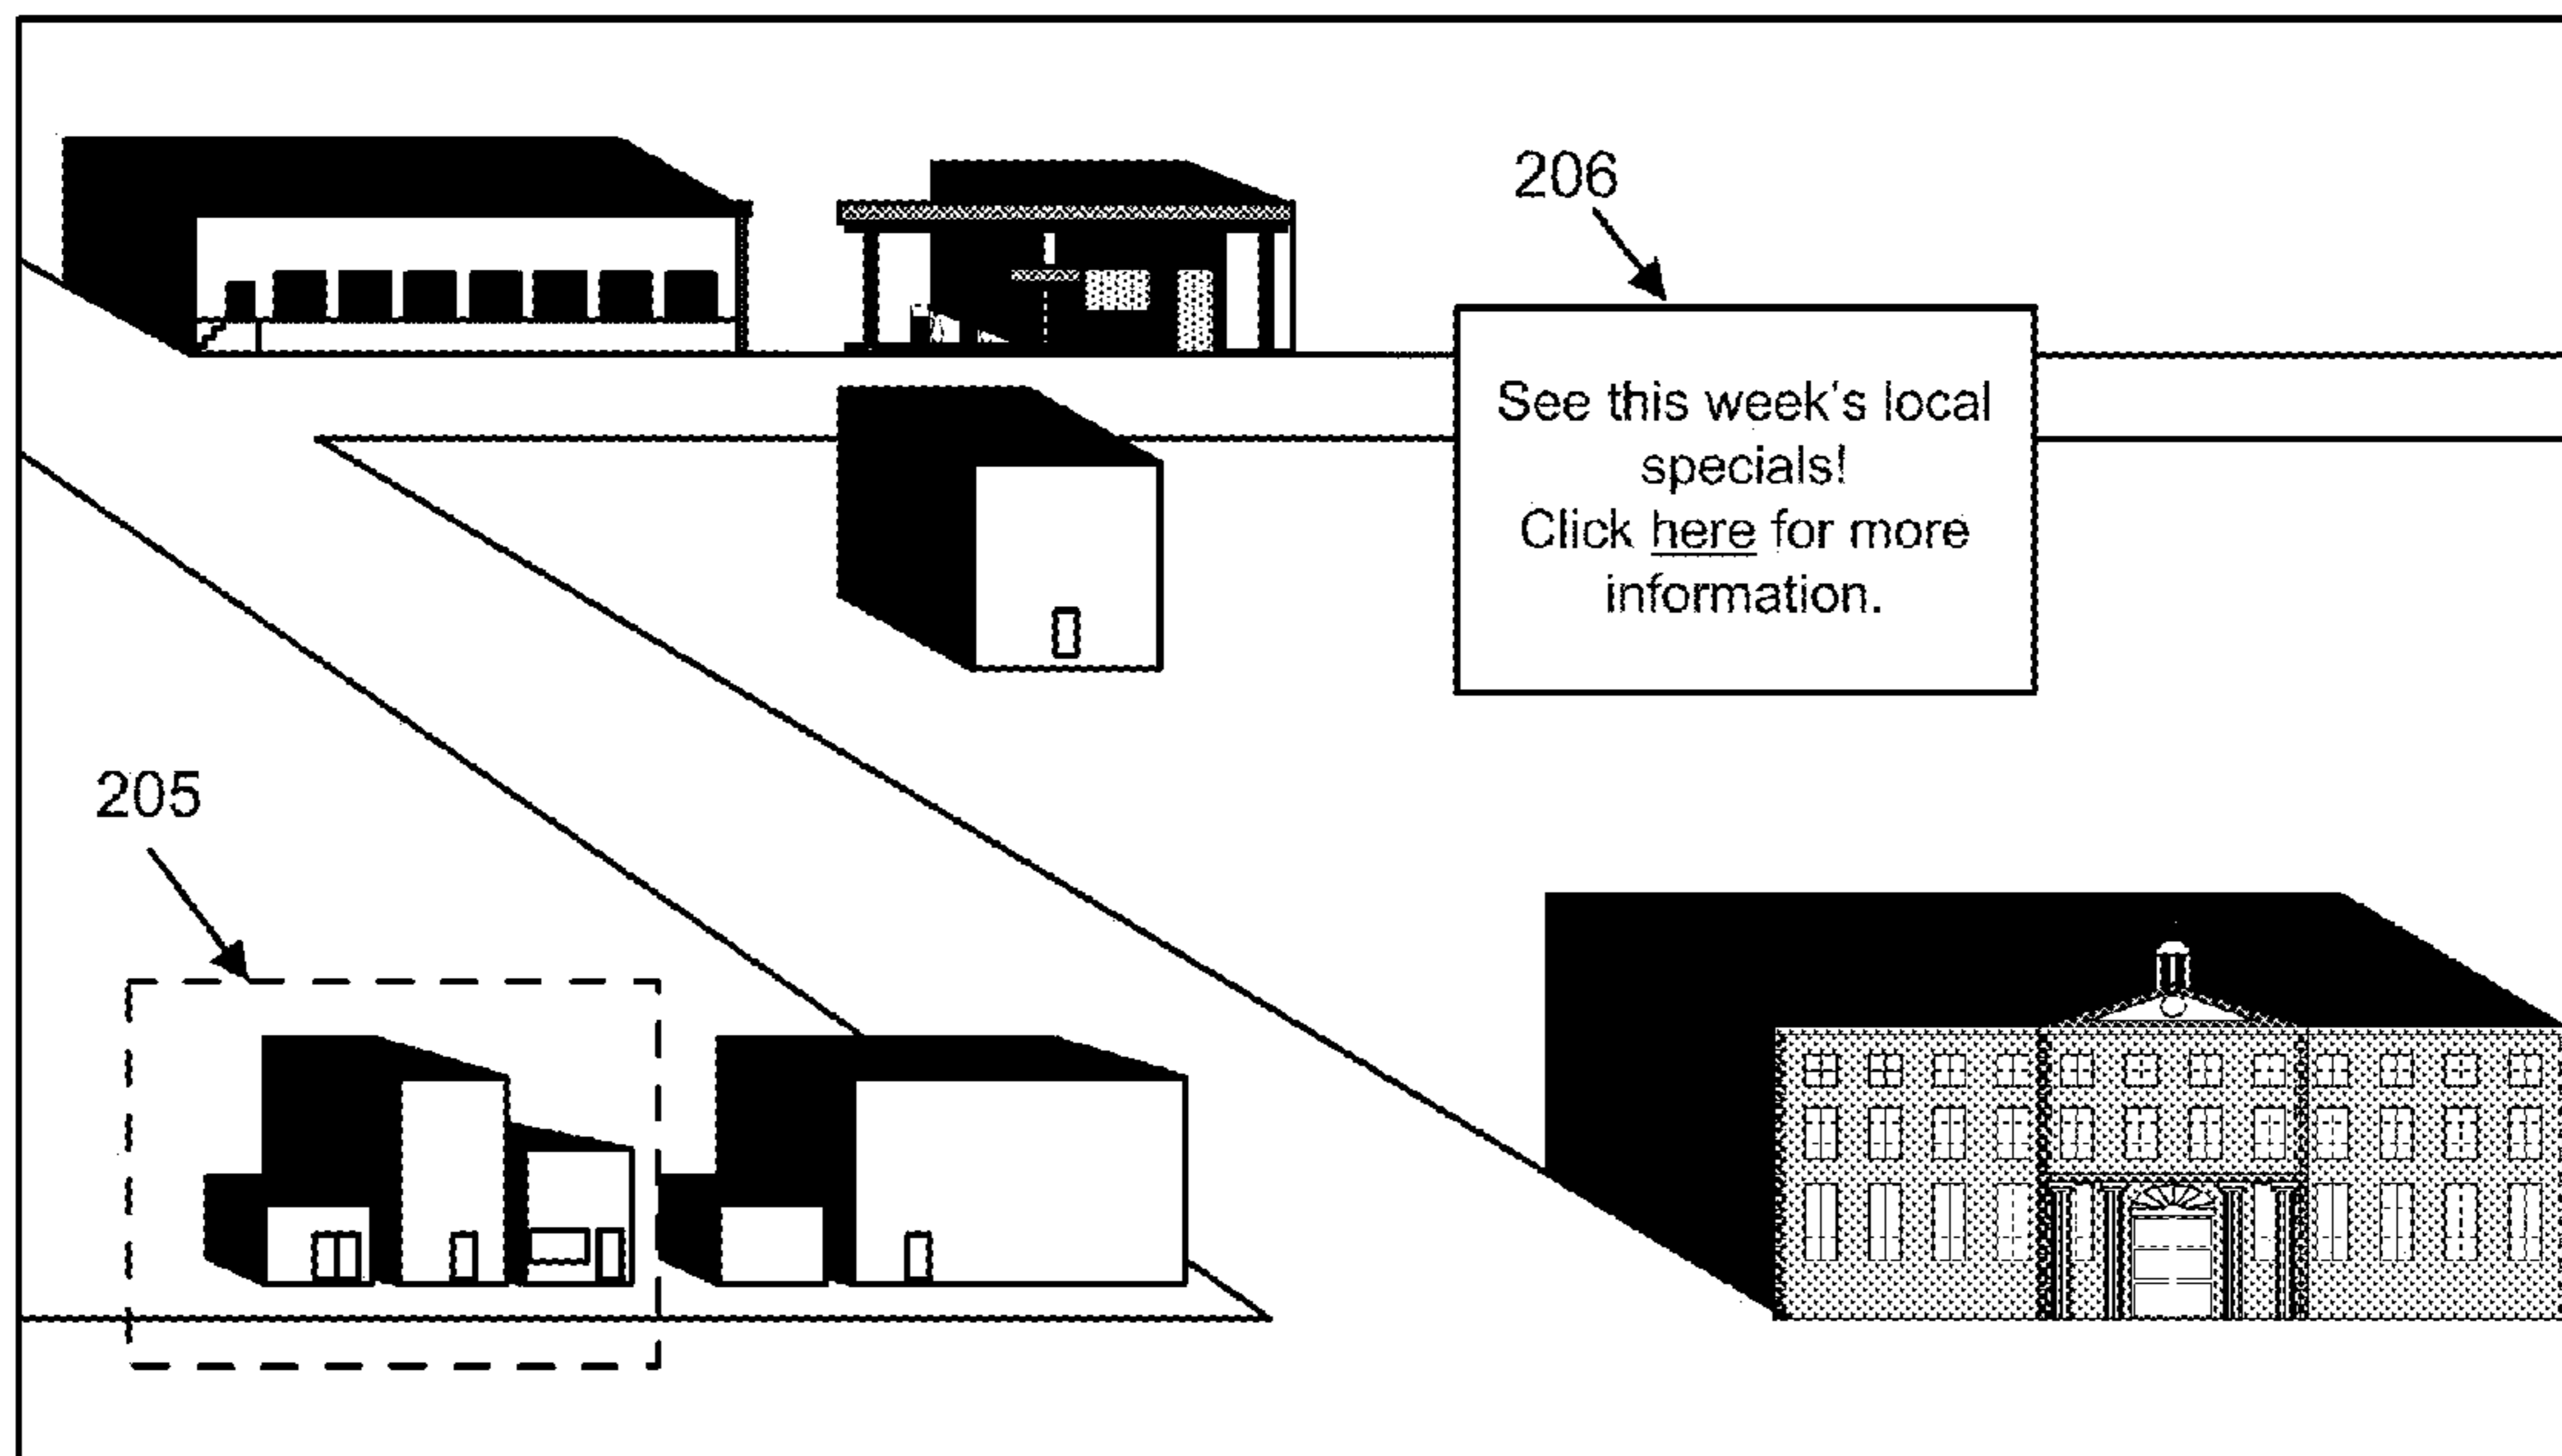 206
See this week's local
specials!
Click here for more
information.
205